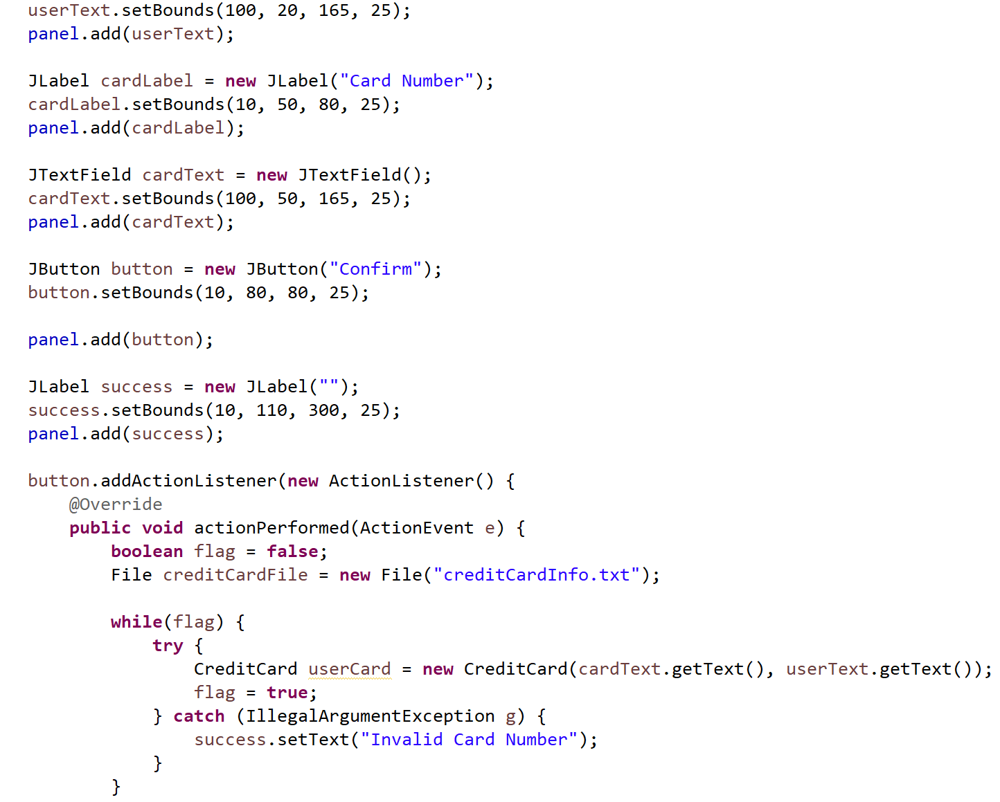 userText.setBounds(100, 20, 165, 25);
panel.add(userText);

JLabel cardLabel = new JLabel("Card Number");
cardLabel.setBounds(10, 50, 80, 25);
panel.add(cardLabel);

JTextField cardText = new JTextField();
cardText.setBounds(100, 50, 165, 25);
panel.add(cardText);

JButton button = new JButton("Confirm");
button.setBounds(10, 80, 80, 25);

panel.add(button);

JLabel success = new JLabel("");
success.setBounds(10, 110, 300, 25);
panel.add(success);

button.addActionListener(new ActionListener() {
    @Override
    public void actionPerformed(ActionEvent e) {
        boolean flag = false;
        File creditCardFile = new File("creditCardInfo.txt");

        while(flag) {
            try {
                CreditCard userCard = new CreditCard(cardText.getText(), userText.getText());
                flag = true;
            } catch (IllegalArgumentException g) {
                success.setText("Invalid Card Number");
            }
        }